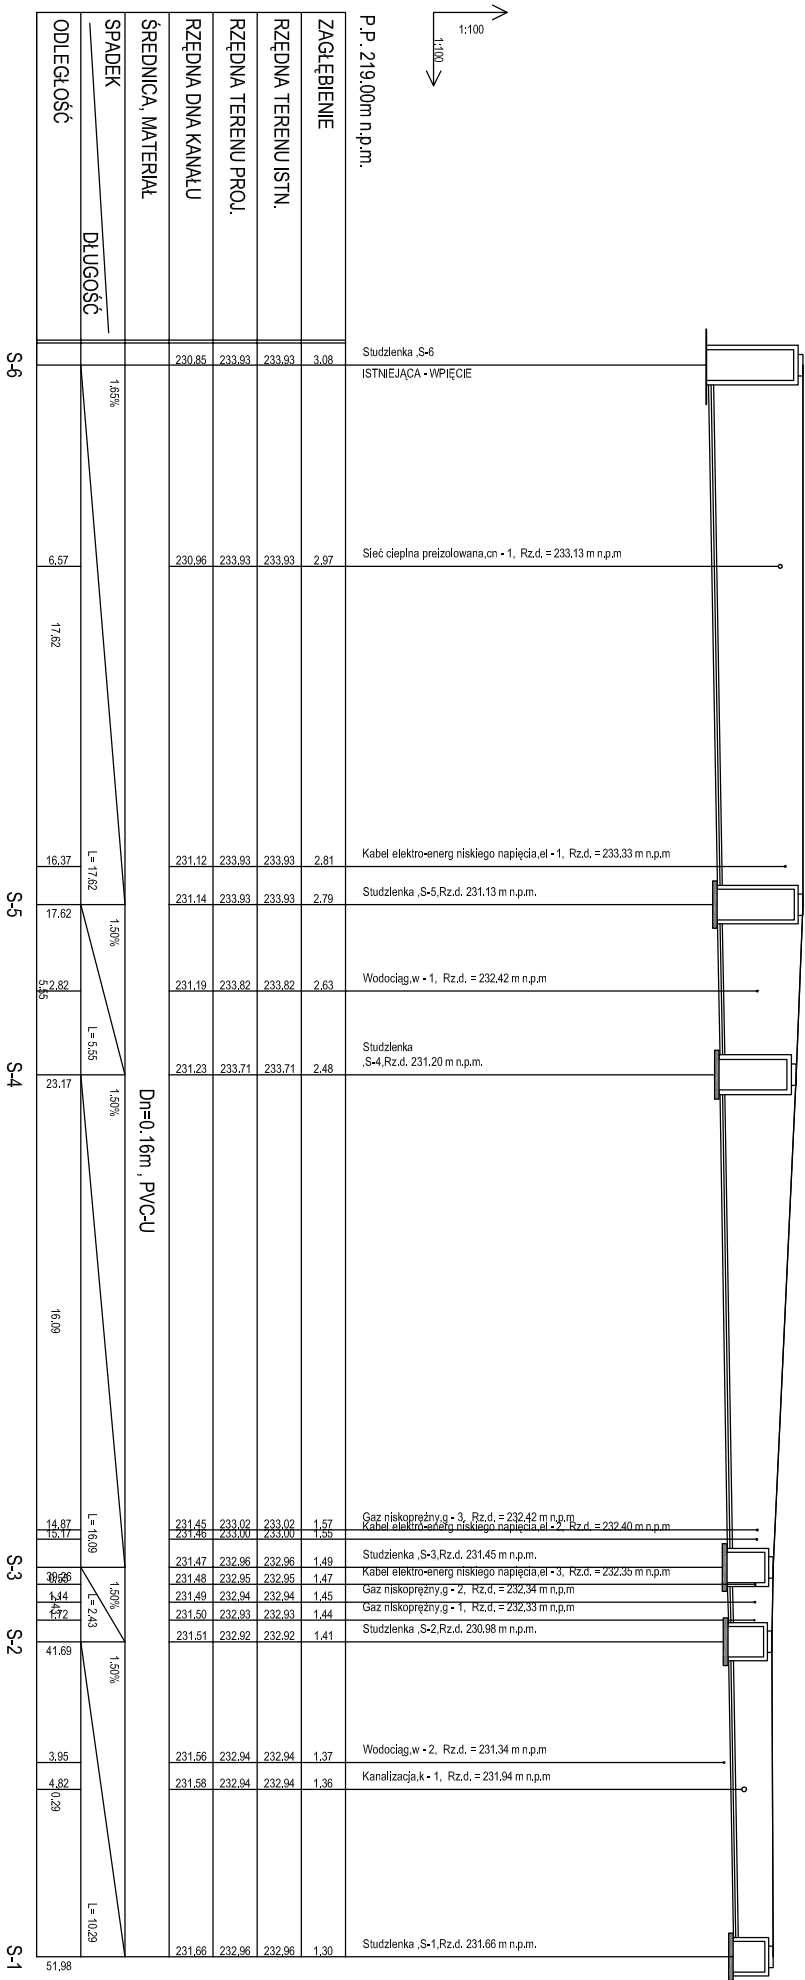 1:100
1:100
P.P. 219.00m n.p.m.
ZAGŁĘBIENIE
RZĘDNA TERENU ISTN.
RZĘDNA TERENU PROJ.
RZĘDNA DNA KANAŁU
ŚREDNICA, MATERIAŁ
SPADEK
DŁUGOŚĆ
ODLEGŁOŚĆ
Studzienka ,S-6
ISTNIEJĄCA - WPIĘCIE
3.08
233.93
233.93
230.85
S-6
1.65%
Sieć cieplna preizolowana,cn - 1, Rz.d. = 233.13 m n.p.m
2.97
233.93
233.93
230.96
6.57
17.62
Kabel elektro-energ niskiego napięcia,el - 1, Rz.d. = 233.33 m n.p.m
2.81
233.93
233.93
231.12
16.37
L= 17.62
Studzienka ,S-5,Rz.d. 231.13 m n.p.m.
2.79
233.93
233.93
231.14
17.62
S-5
1.50%
Wodociąg,w - 1, Rz.d. = 232.42 m n.p.m
2.63
233.82
233.82
231.19
2.82
5.55
L= 5.55
Studzienka
,S-4,Rz.d. 231.20 m n.p.m.
2.48
233.71
233.71
231.23
23.17
S-4
1.50%
Dn=0.16m , PVC-U
16.09
Gaz niskoprężny,g - 3, Rz.d. = 232.42 m n.p.m
1.57
233.02
233.02
231.45
14.87
Kabel elektro-energ niskiego napięcia,el - 2, Rz.d. = 232.40 m n.p.m
1.55
233.00
233.00
231.46
15.17
L= 16.09
Studzienka ,S-3,Rz.d. 231.45 m n.p.m.
1.49
232.96
232.96
231.47
39.26
S-3
1.50%
Kabel elektro-energ niskiego napięcia,el - 3, Rz.d. = 232.35 m n.p.m
1.47
232.95
232.95
231.48
Gaz niskoprężny,g - 2, Rz.d. = 232.34 m n.p.m
1.45
232.94
232.94
231.49
1.14
2.43
L= 2.43
Gaz niskoprężny,g - 1, Rz.d. = 232.33 m n.p.m
1.44
232.93
232.93
231.50
1.72
Studzienka ,S-2,Rz.d. 230.98 m n.p.m.
1.41
232.92
232.92
231.51
41.69
S-2
1.50%
Wodociąg,w - 2, Rz.d. = 231.34 m n.p.m
1.37
232.94
232.94
231.56
3.95
Kanalizacja,k - 1, Rz.d. = 231.94 m n.p.m
1.36
232.94
232.94
231.58
4.82
10.29
L= 10.29
Studzienka ,S-1,Rz.d. 231.66 m n.p.m.
1.30
232.96
232.96
231.66
51.98
S-1